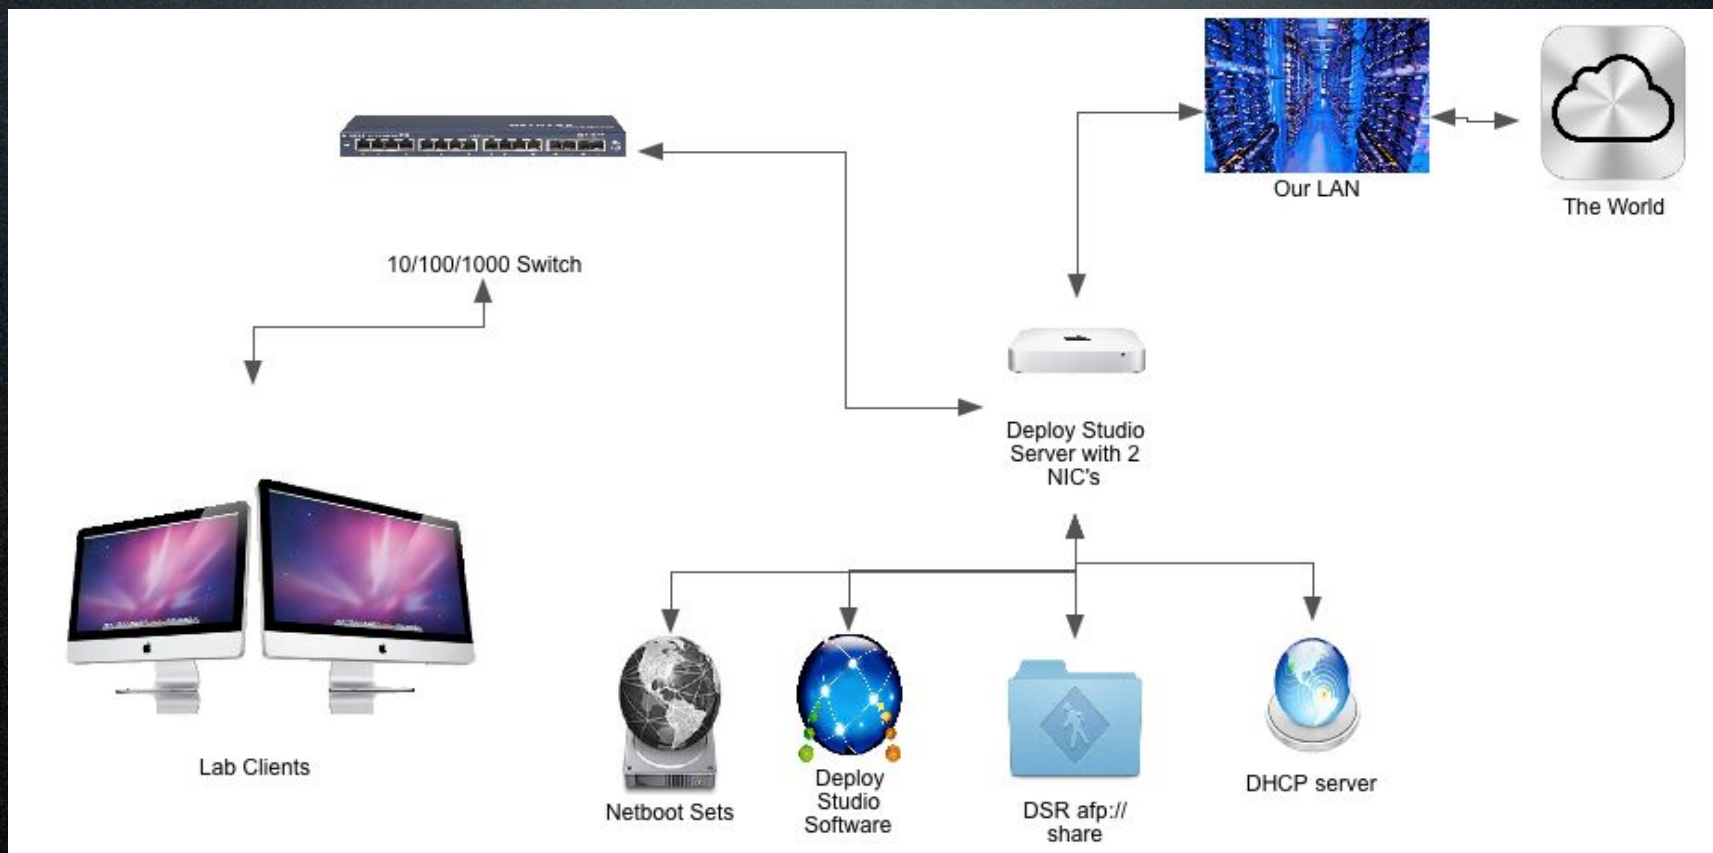 Our LAN
The World
10/100/1000 Switch
Deploy Studio
Server with 2
NIC's
Lab Clients
Netboot Sets
Deploy
Studio
Software
DSR afp://
share
DHCP server